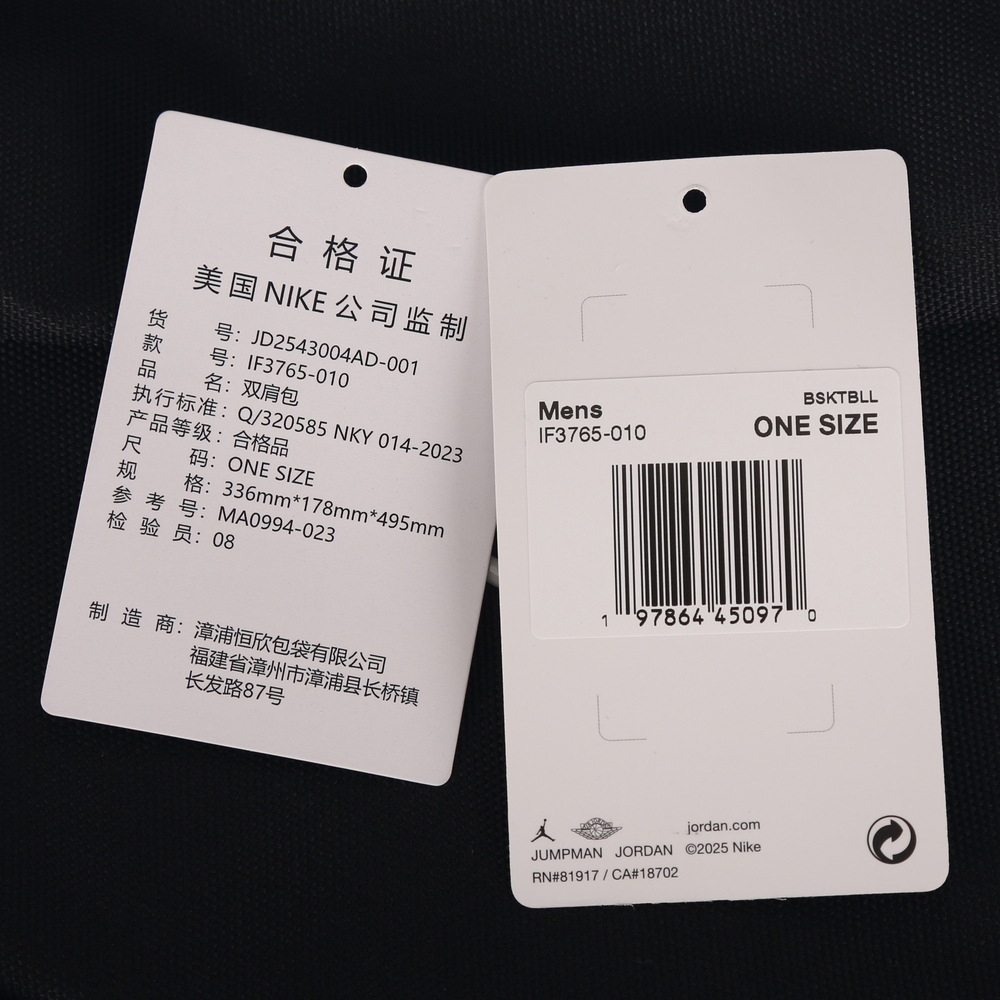 合格证
美国NIKE公司监制
货号：JD2543004AD-001
款号：IF3765-010
品名：双肩包
执行标准：Q/320585 NKY 014-2023
产品等级：合格品
尺码：ONE SIZE
规格：336mm*178mm*495mm
参考号：MA0994-023
检验员：08
制造商：漳浦恒欣包袋有限公司
福建省漳州市漳浦县长桥镇
长发路87号
Mens
IF3765-010
BSKTBLL
ONE SIZE
1 97864 45097 0
jordan.com
JUMPMAN JORDAN ©2025 Nike
RN#81917 / CA#18702